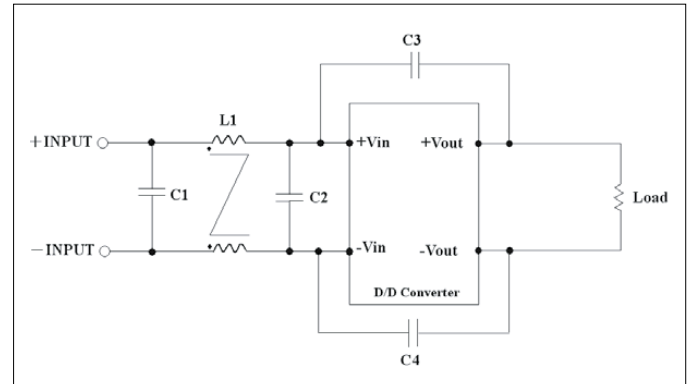 C3
L1
+INPUT
+Vin
+Vout
C1
C2
Load
-INPUT
-Vin
-Vout
D/D Converter
C4